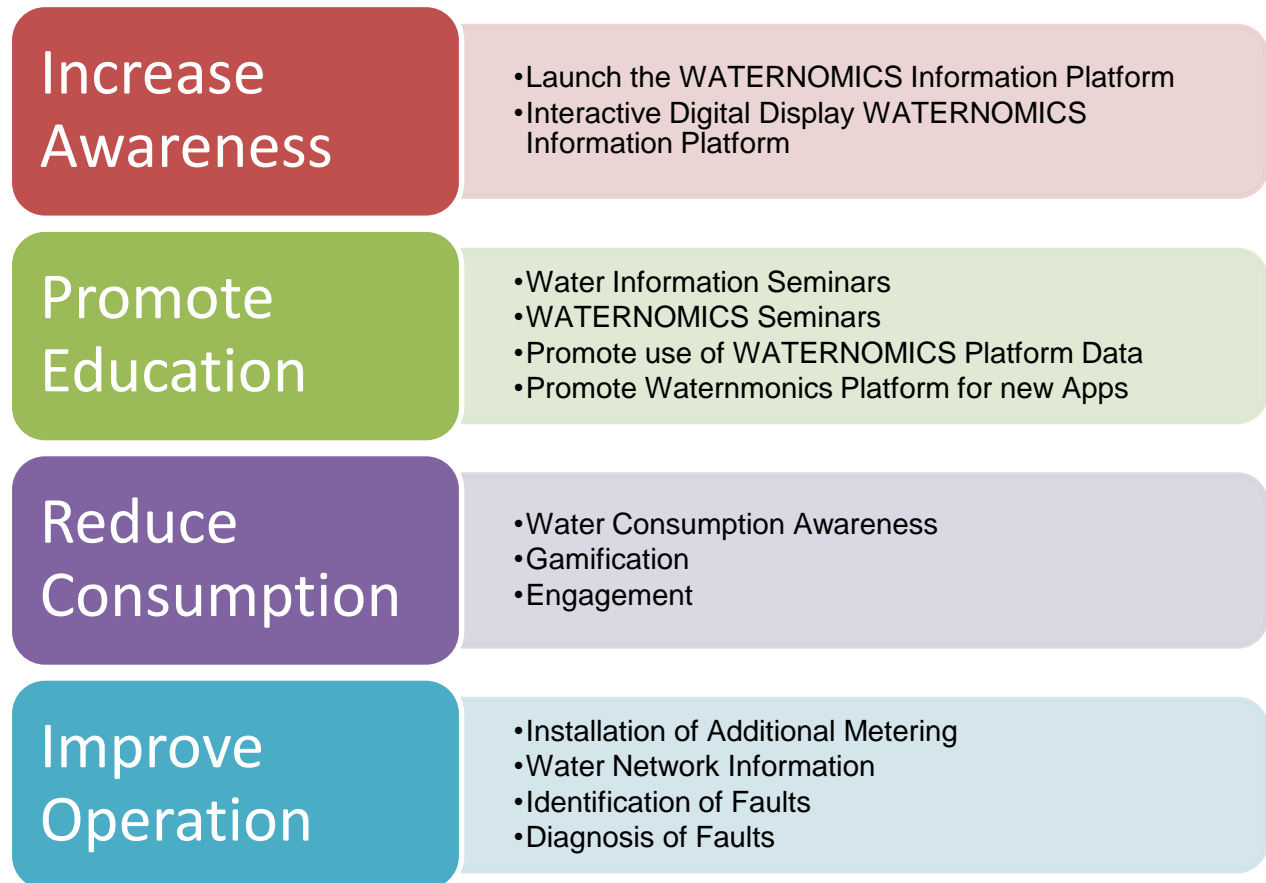 Increase
Awareness
•Launch the WATERNOMICS Information Platform
•Interactive Digital Display WATERNOMICS
Information Platform
Promote
Education
•Water Information Seminars
•WATERNOMICS Seminars
•Promote use of WATERNOMICS Platform Data
•Promote Waternmonics Platform for new Apps
Reduce
Consumption
•Water Consumption Awareness
•Gamification
•Engagement
Improve
Operation
•Installation of Additional Metering
•Water Network Information
•Identification of Faults
•Diagnosis of Faults